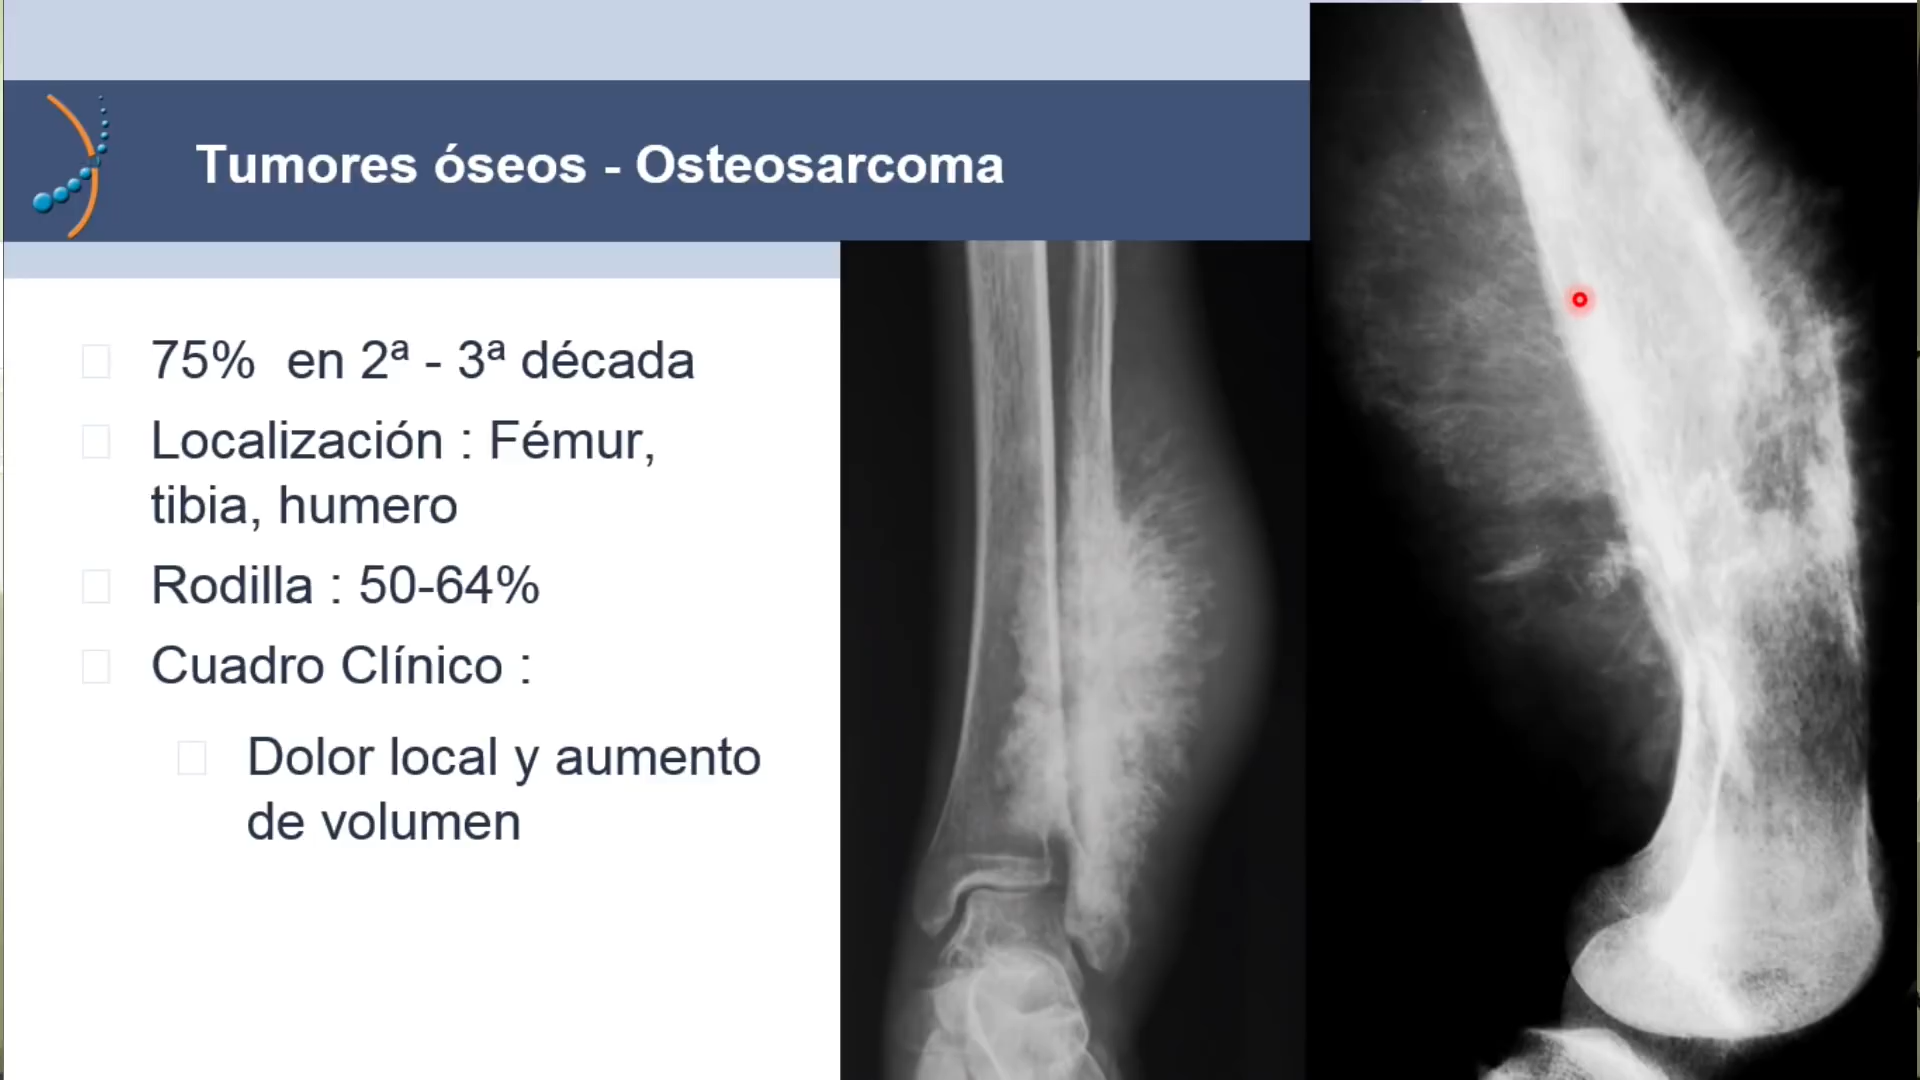 Tumores óseos - Osteosarcoma
75% en 2ª - 3ª década
Localización : Fémur,
tibia, humero
Rodilla : 50-64%
Cuadro Clínico :
Dolor local y aumento
de volumen